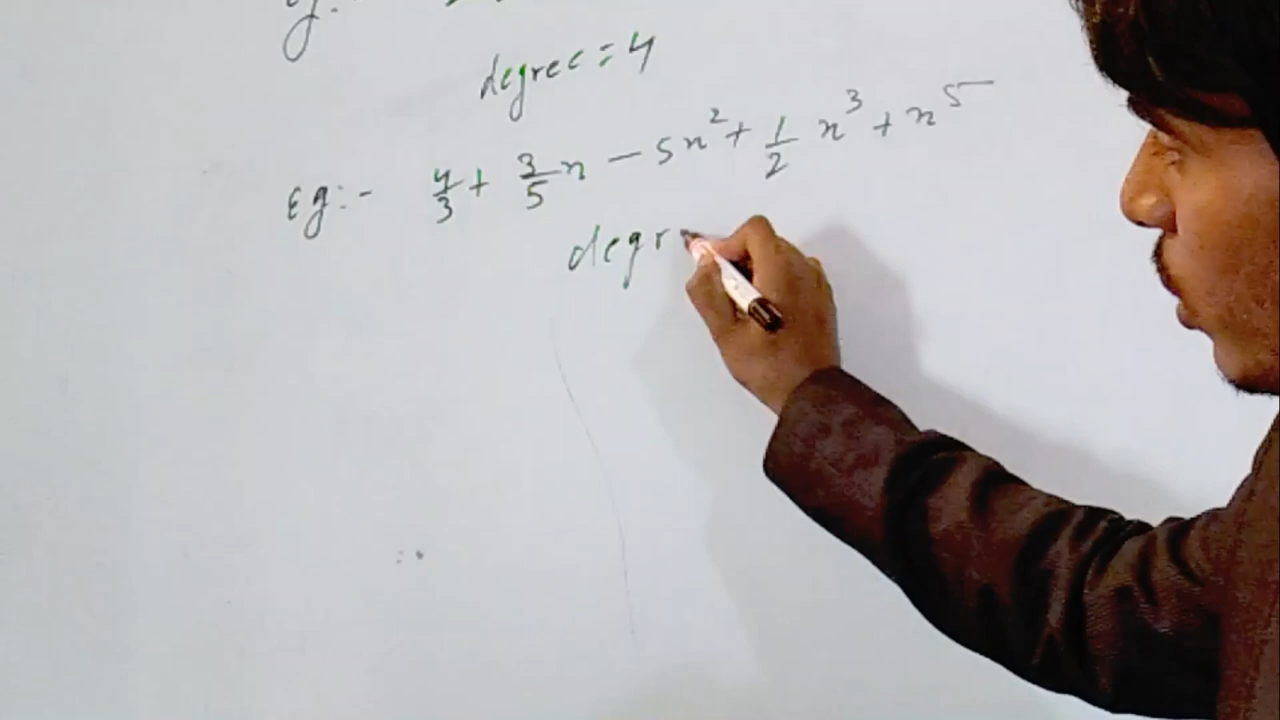 degree = 4
Eg:- 4/3 + 3/5 x - 5x² + 1/2 x³ + x⁵
degr